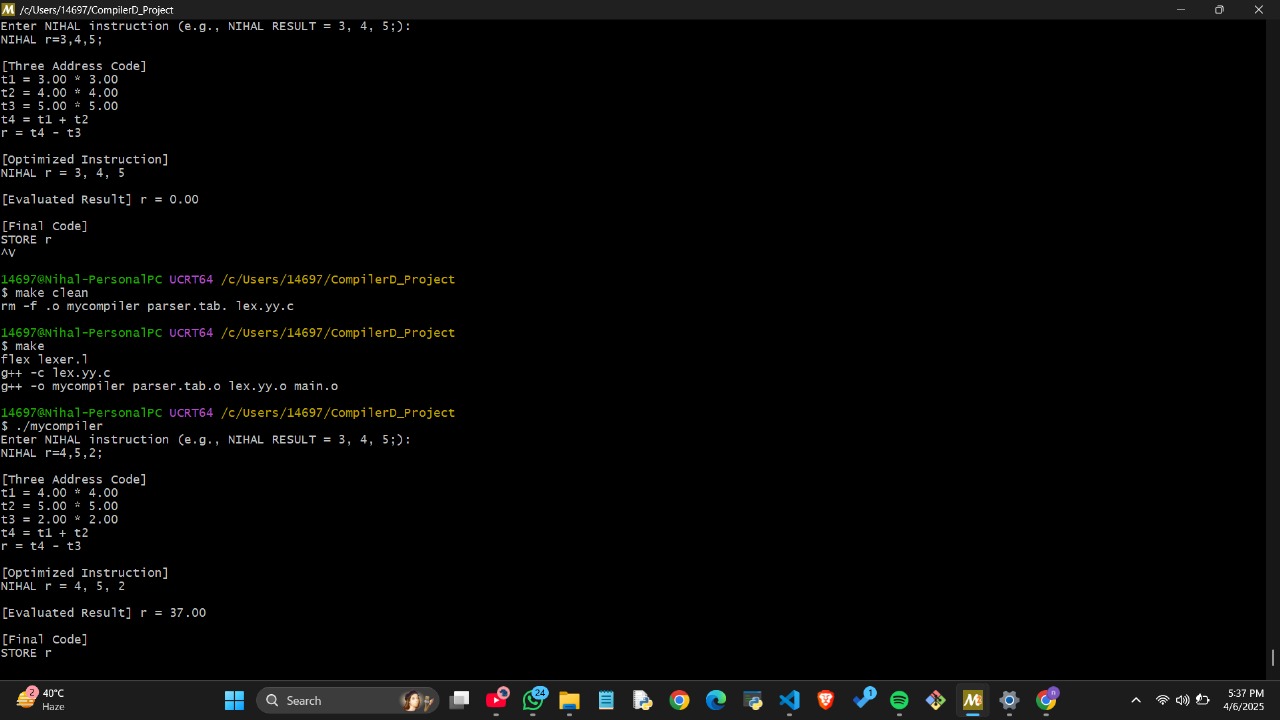 /c/Users/14697/CompilerD_Project
Enter NIHAL instruction (e.g., NIHAL RESULT = 3, 4, 5;):
NIHAL r=3,4,5;
[Three Address Code]
t1 = 3.00 * 3.00
t2 = 4.00 * 4.00
t3 = 5.00 * 5.00
t4 = t1 + t2
r = t4 - t3
[Optimized Instruction]
NIHAL r = 3, 4, 5
[Evaluated Result] r = 0.00
[Final Code]
STORE r
^V
14697@Nihal-PersonalPC UCRT64 /c/Users/14697/CompilerD_Project
$ make clean
rm -f .o mycompiler parser.tab. lex.yy.c
14697@Nihal-PersonalPC UCRT64 /c/Users/14697/CompilerD_Project
$ make
flex lexer.l
g++ -c lex.yy.c
g++ -o mycompiler parser.tab.o lex.yy.o main.o
14697@Nihal-PersonalPC UCRT64 /c/Users/14697/CompilerD_Project
$ ./mycompiler
Enter NIHAL instruction (e.g., NIHAL RESULT = 3, 4, 5;):
NIHAL r=4,5,2;
[Three Address Code]
t1 = 4.00 * 4.00
t2 = 5.00 * 5.00
t3 = 2.00 * 2.00
t4 = t1 + t2
r = t4 - t3
[Optimized Instruction]
NIHAL r = 4, 5, 2
[Evaluated Result] r = 37.00
[Final Code]
STORE r
2
40°C
Haze
Search
24
1
n
5:37 PM
4/6/2025